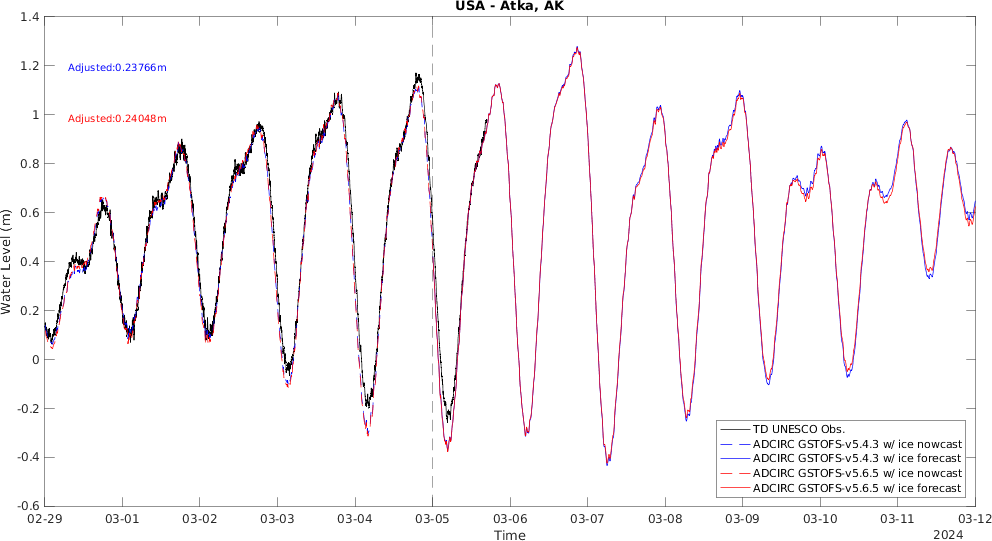 USA - Atka, AK
1.4
1.2
1
0.8
0.6
0.4
0.2
0
-0.2
-0.4
-0.6
Water Level (m)
Adjusted:0.23766m
Adjusted:0.24048m
TD UNESCO Obs.
ADCIRC GSTOFS-v5.4.3 w/ ice nowcast
ADCIRC GSTOFS-v5.4.3 w/ ice forecast
ADCIRC GSTOFS-v5.6.5 w/ ice nowcast
ADCIRC GSTOFS-v5.6.5 w/ ice forecast
02-29 03-01 03-02 03-03 03-04 03-05 03-06 03-07 03-08 03-09 03-10 03-11 03-12
Time
2024